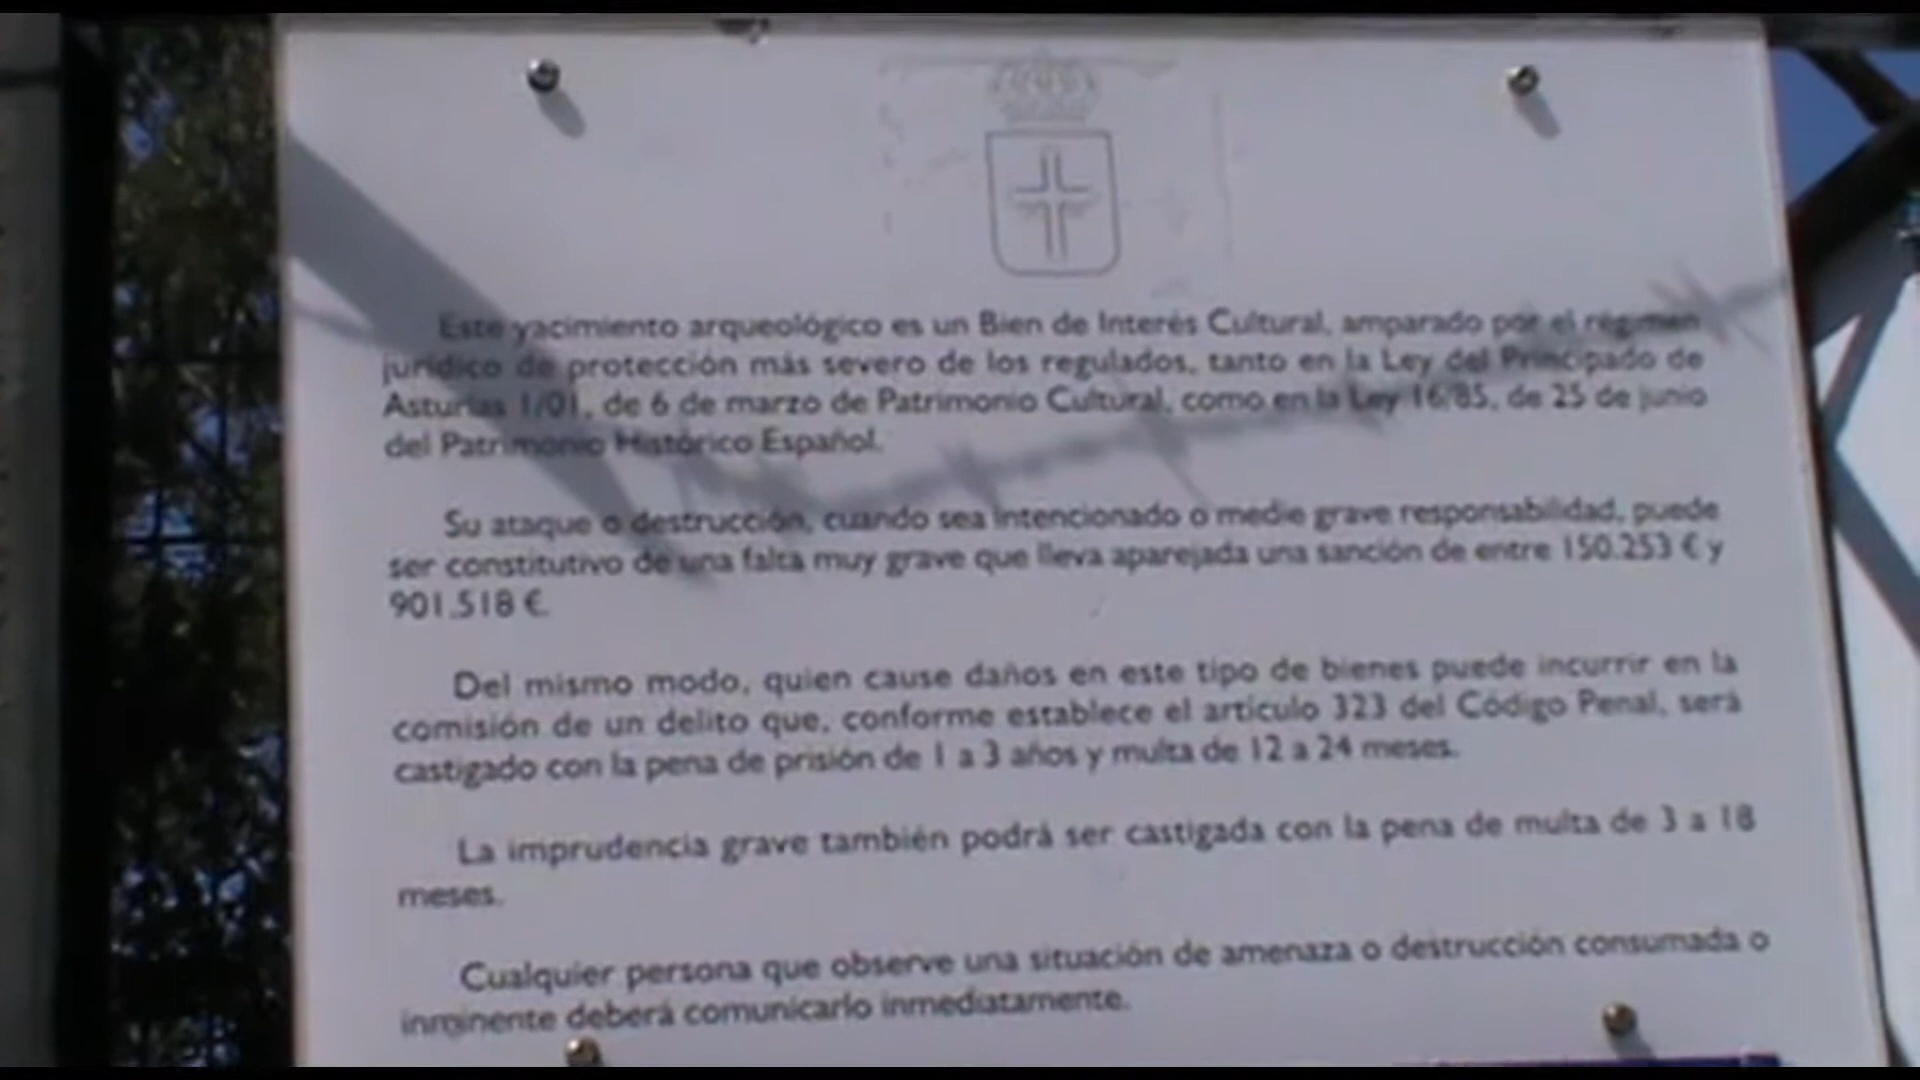 Este yacimiento arqueológico es un Bien de Interés Cultural, amparado por el régimen
jurídico de protección más severo de los regulados, tanto en la Ley del Principado de
Asturias 1/01, de 6 de marzo de Patrimonio Cultural, como en la Ley 16/85, de 25 de junio
del Patrimonio Histórico Español.
Su ataque o destrucción, cuando sea intencionado o medie grave responsabilidad, puede
ser constitutivo de una falta muy grave que lleva aparejada una sanción de entre 150.253 € y
901.518 €.
Del mismo modo, quien cause daños en este tipo de bienes puede incurrir en la
comisión de un delito que, conforme establece el artículo 323 del Código Penal, será
castigado con la pena de prisión de 1 a 3 años y multa de 12 a 24 meses.
La imprudencia grave también podrá ser castigada con la pena de multa de 3 a 18
meses.
Cualquier persona que observe una situación de amenaza o destrucción consumada o
inminente deberá comunicarlo inmediatamente.